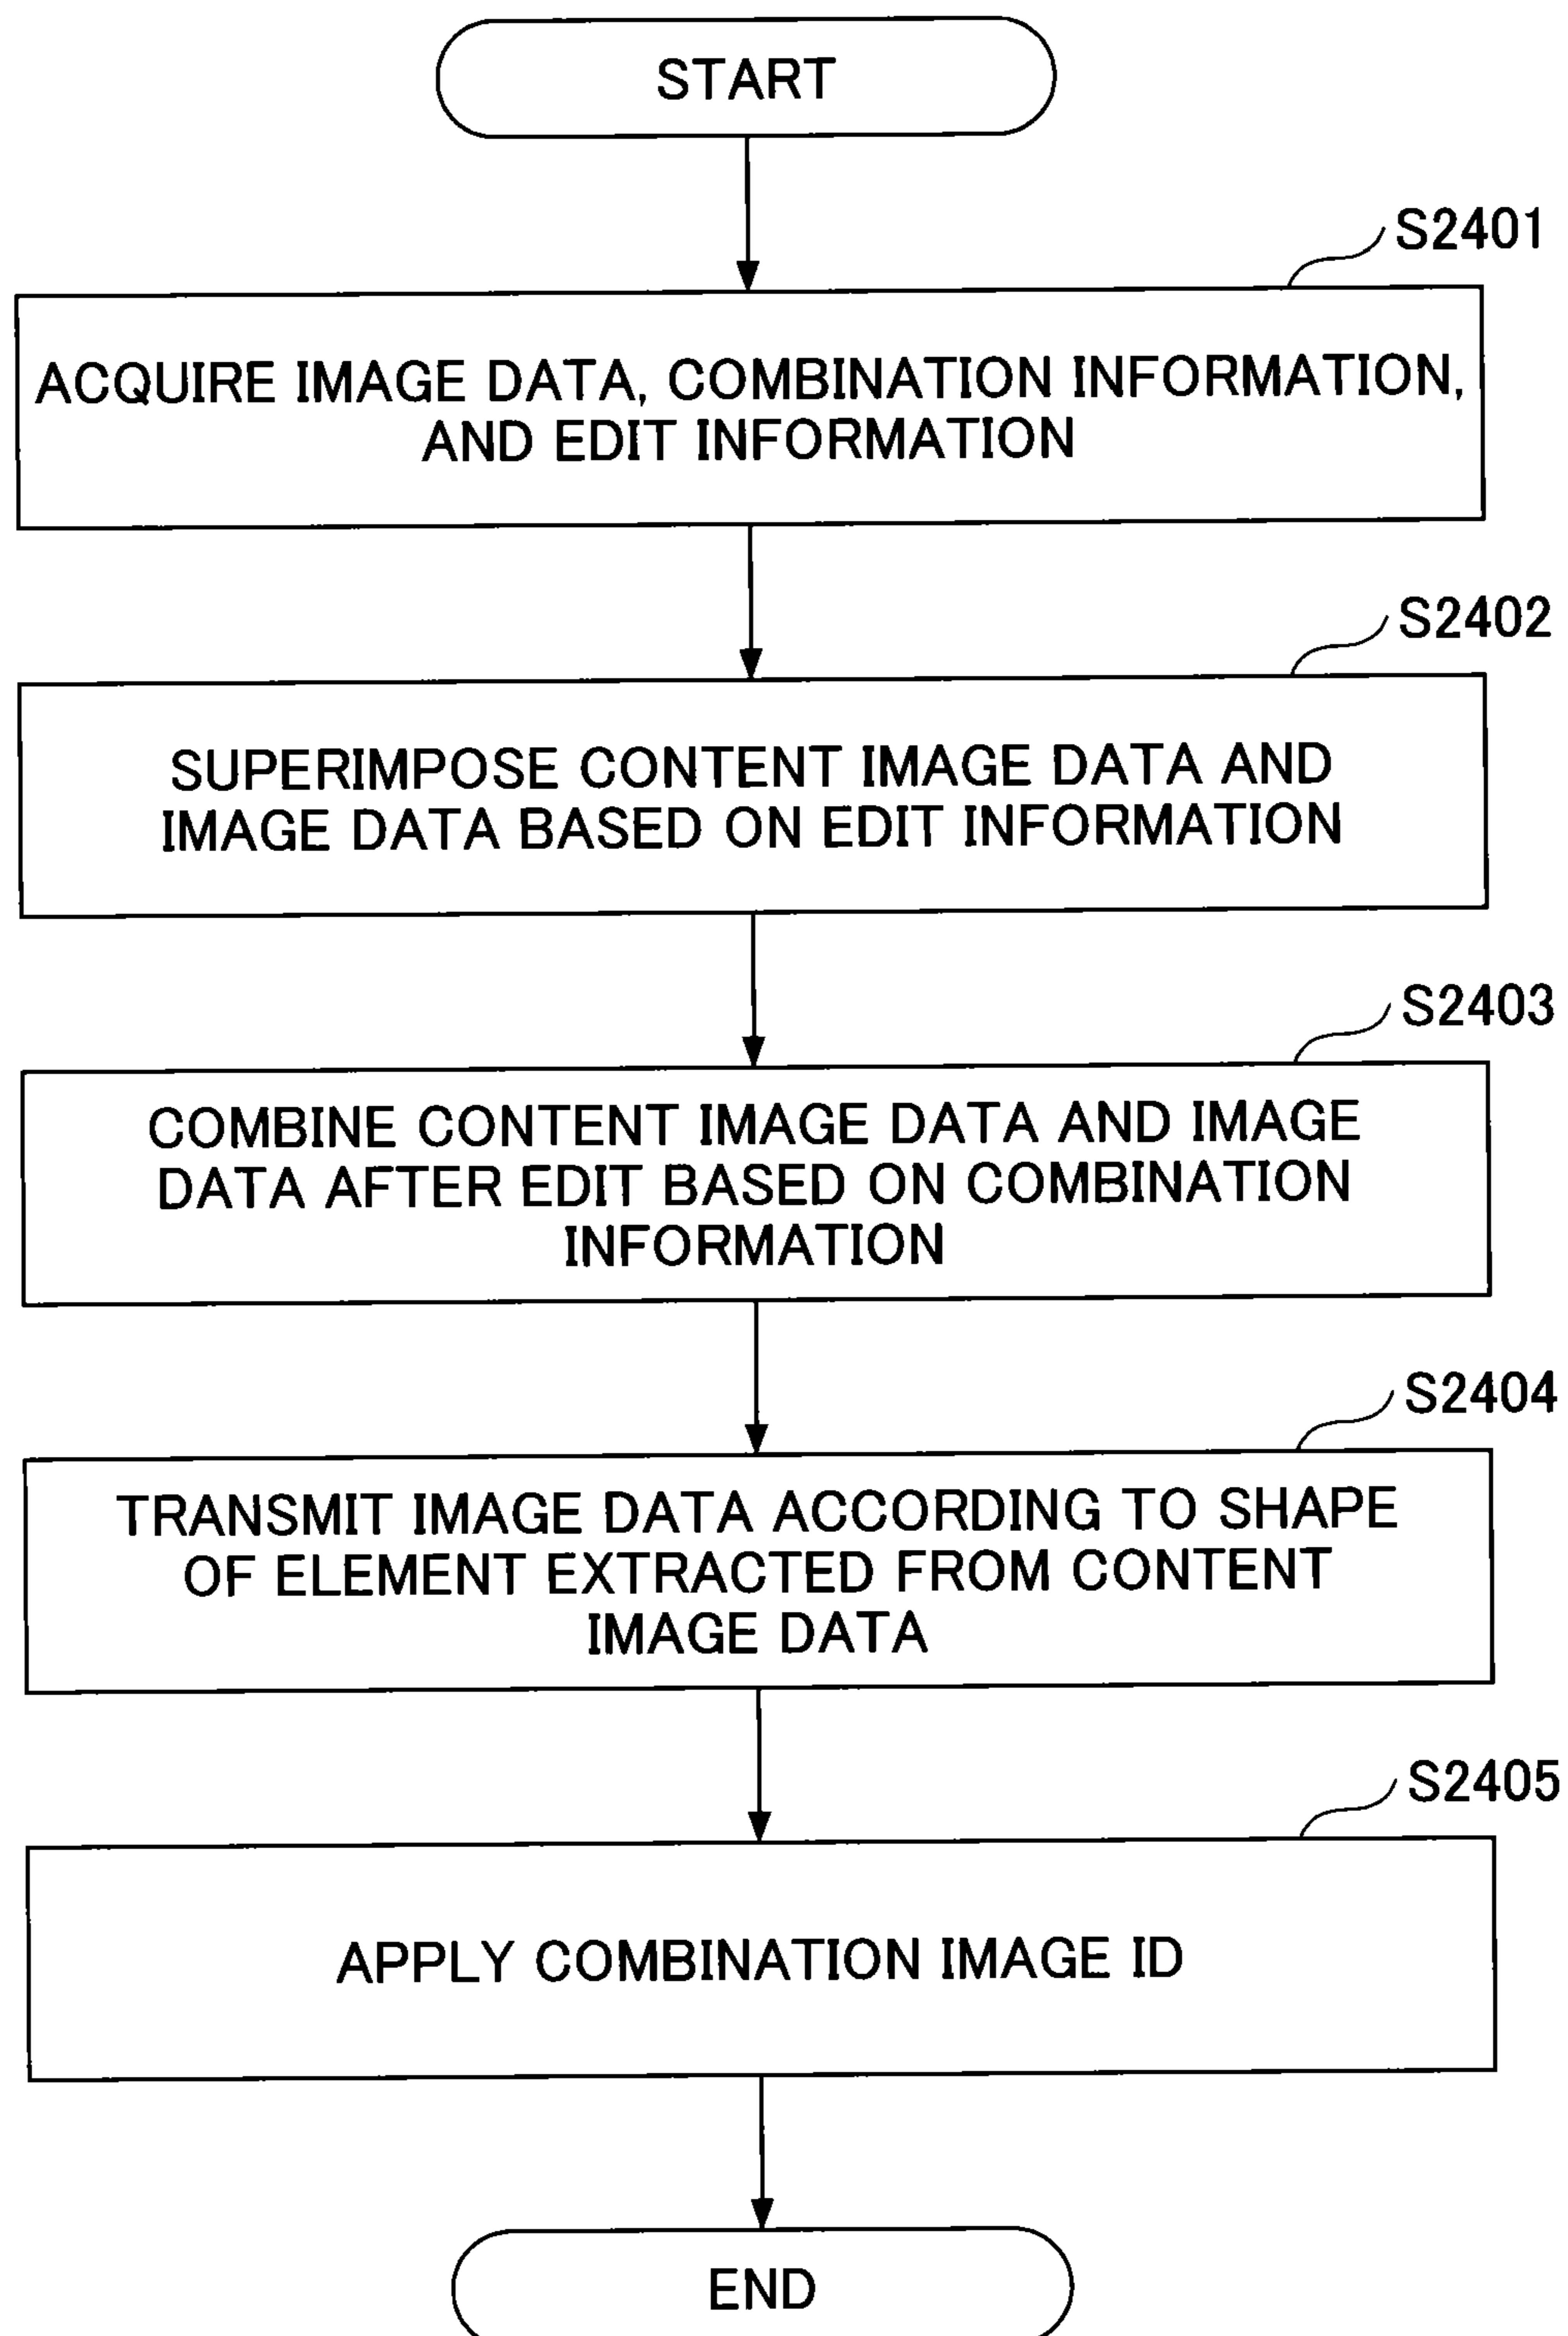 START
S2401
ACQUIRE IMAGE DATA, COMBINATION INFORMATION,
AND EDIT INFORMATION
S2402
SUPERIMPOSE CONTENT IMAGE DATA AND
IMAGE DATA BASED ON EDIT INFORMATION
S2403
COMBINE CONTENT IMAGE DATA AND IMAGE
DATA AFTER EDIT BASED ON COMBINATION
INFORMATION
S2404
TRANSMIT IMAGE DATA ACCORDING TO SHAPE
OF ELEMENT EXTRACTED FROM CONTENT
IMAGE DATA
S2405
APPLY COMBINATION IMAGE ID
END